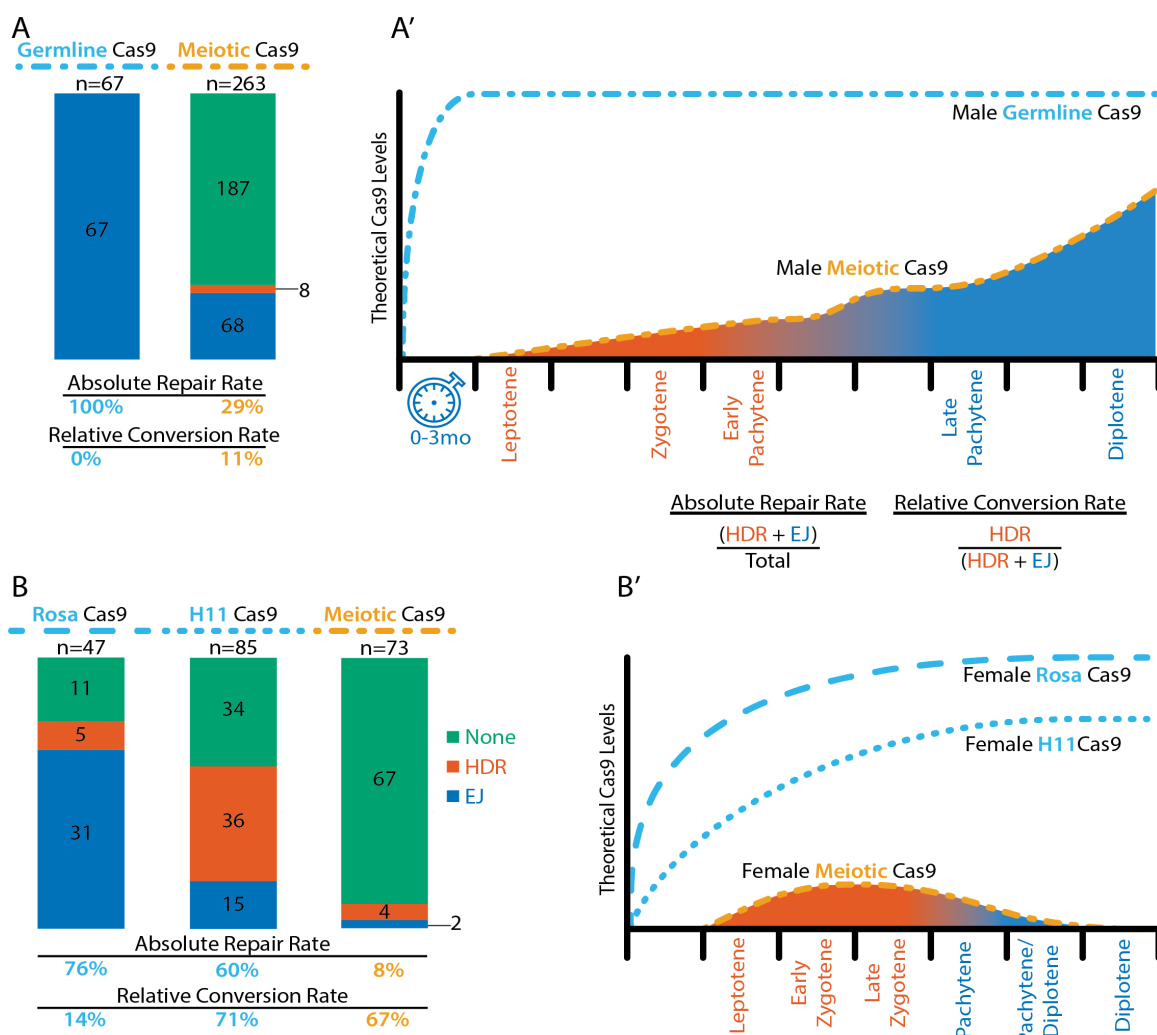 A
Germline Cas9 Meiotic Cas9
n=67 n=263
67
187
8
68
Absolute Repair Rate
100% 29%
Relative Conversion Rate
0% 11%
A′
Theoretical Cas9 Levels
Male Germline Cas9
Male Meiotic Cas9
0-3mo
Leptotene
Zygotene
Early
Pachytene
Late
Pachytene
Diplotene
Absolute Repair Rate
(HDR + EJ)
Total
Relative Conversion Rate
HDR
(HDR + EJ)
B
Rosa Cas9 H11 Cas9 Meiotic Cas9
n=47 n=85 n=73
11
5
31
34
36
15
67
4
2
None
HDR
EJ
Absolute Repair Rate
76% 60% 8%
Relative Conversion Rate
14% 71% 67%
B′
Theoretical Cas9 Levels
Female Rosa Cas9
Female H11Cas9
Female Meiotic Cas9
Leptotene
Early
Zygotene
Late
Zygotene
Pachytene
Pachytene/
Diplotene
Diplotene